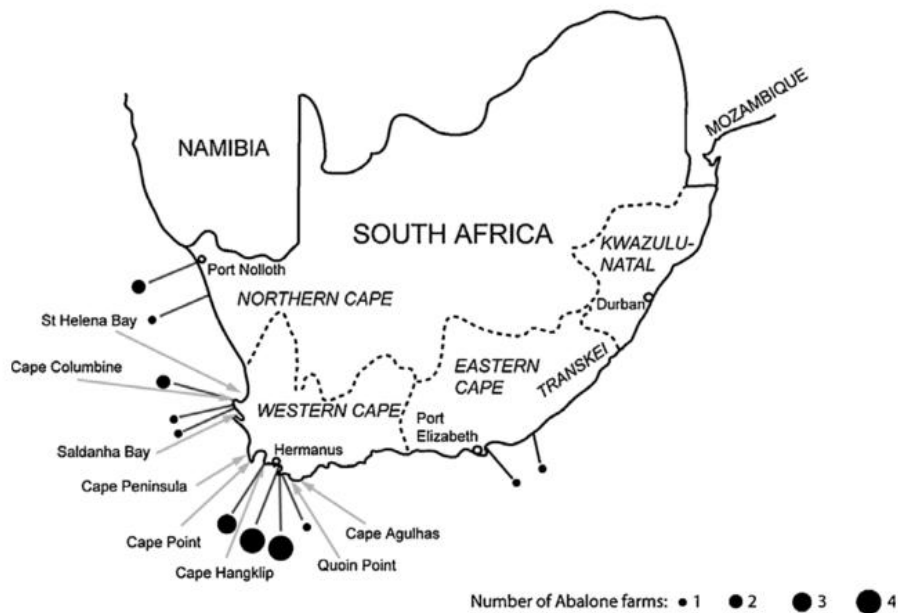 MOZAMBIQUE
NAMIBIA
SOUTH AFRICA
KWAZULU-
NATAL
Port Nolloth
NORTHERN CAPE
Durban
St Helena Bay
Cape Columbine
EASTERN
CAPE
TRANSKEI
WESTERN CAPE
Port
Elizabeth
Saldanha Bay
Hermanus
Cape Peninsula
Cape Point
Cape Agulhas
Cape Hangklip
Quoin Point
Number of Abalone farms: 1 2 3 4